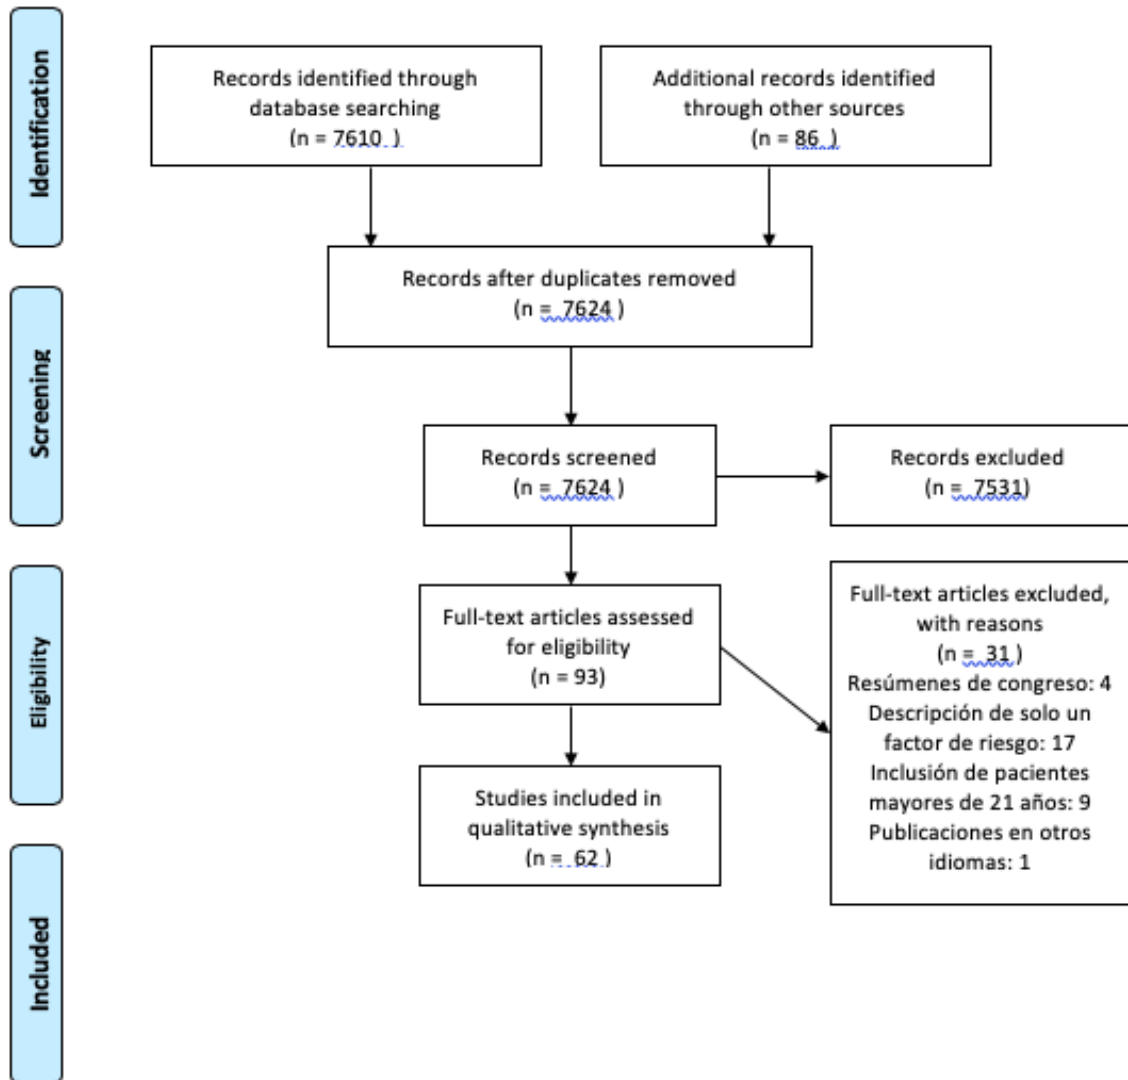 Identification
Records identified through
database searching
(n = 7610  )
Additional records identified
through other sources
(n = 86  )
Records after duplicates removed
(n =  7624 )
Screening
Records screened
(n =  7624 )
Records excluded
(n =  7531)
Eligibility
Full-text articles assessed
for eligibility
(n = 93)
Full-text articles excluded,
with reasons
(n =  31 )
Resúmenes de congreso: 4
Descripción de solo un
factor de riesgo: 17
Inclusión de pacientes
mayores de 21 años: 9
Publicaciones en otros
idiomas: 1
Studies included in
qualitative synthesis
(n =  62 )
Included